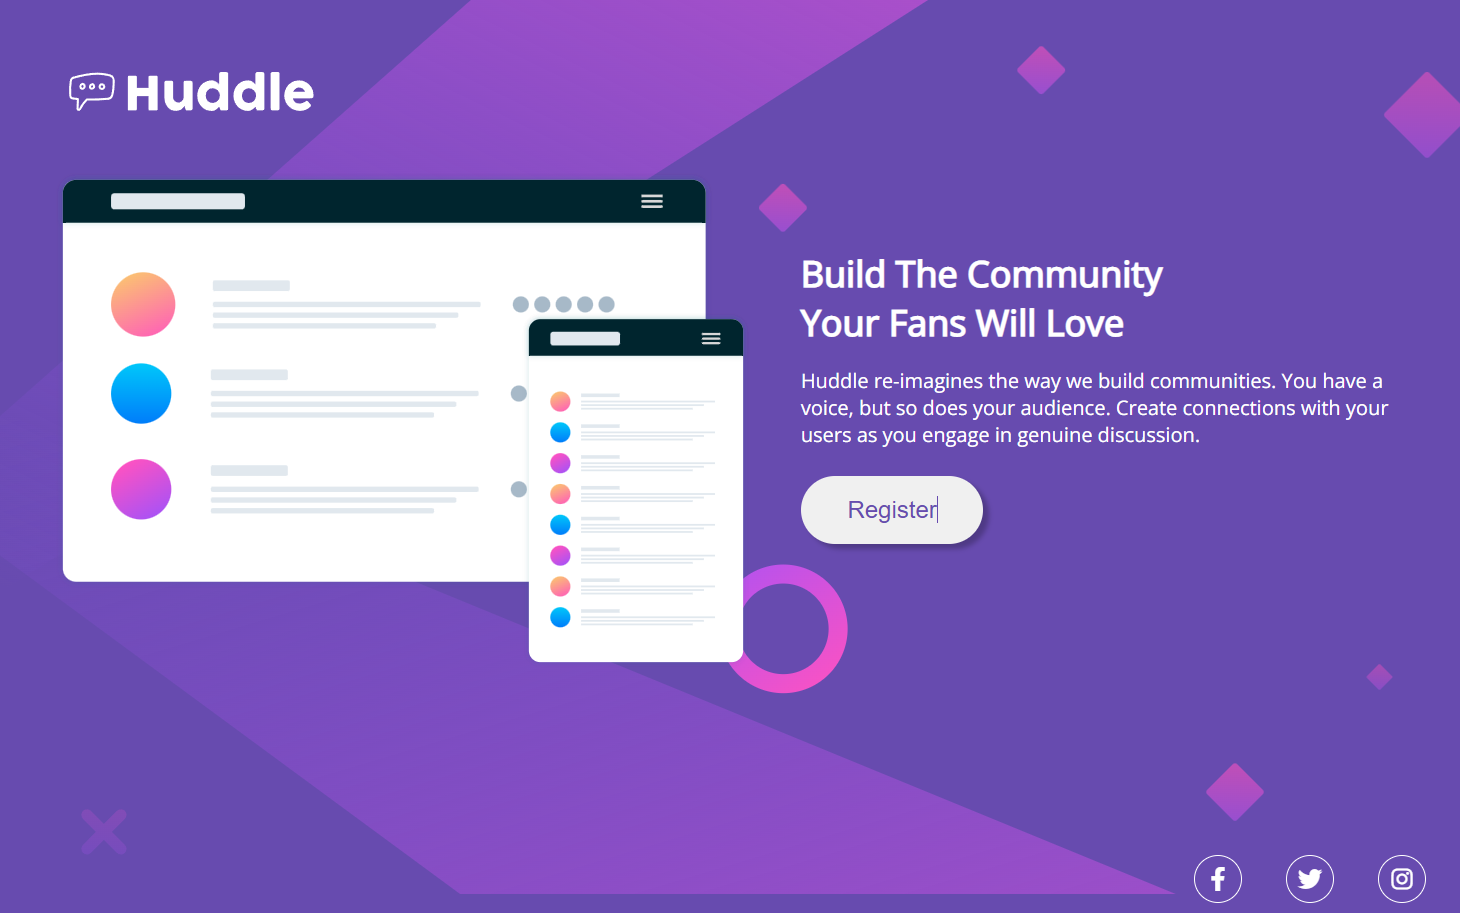 Huddle
Build The Community
Your Fans Will Love
Huddle re-imagines the way we build communities. You have a
voice, but so does your audience. Create connections with your
users as you engage in genuine discussion.
Register